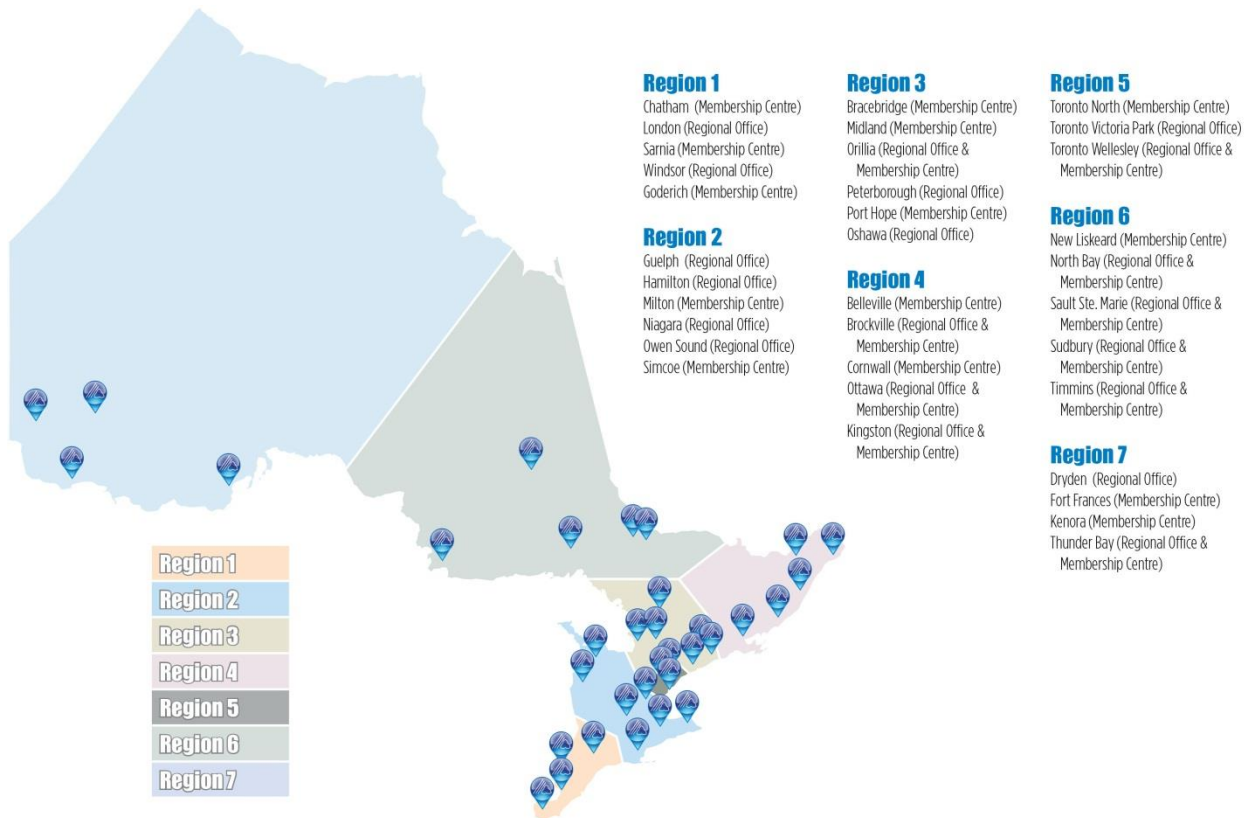 Region 1
Chatham (Membership Centre)
London (Regional Office)
Sarnia (Membership Centre)
Windsor (Regional Office)
Goderich (Membership Centre)
Region 2
Guelph (Regional Office)
Hamilton (Regional Office)
Milton (Membership Centre)
Niagara (Regional Office)
Owen Sound (Regional Office)
Simcoe (Membership Centre)
Region 3
Bracebridge (Membership Centre)
Midland (Membership Centre)
Orillia (Regional Office &
Membership Centre)
Peterborough (Regional Office)
Port Hope (Membership Centre)
Oshawa (Regional Office)
Region 4
Belleville (Membership Centre)
Brockville (Regional Office &
Membership Centre)
Cornwall (Membership Centre)
Ottawa (Regional Office &
Membership Centre)
Kingston (Regional Office &
Membership Centre)
Region 5
Toronto North (Membership Centre)
Toronto Victoria Park (Regional Office)
Toronto Wellesley (Regional Office &
Membership Centre)
Region 6
New Liskeard (Membership Centre)
North Bay (Regional Office &
Membership Centre)
Sault Ste. Marie (Regional Office &
Membership Centre)
Sudbury (Regional Office &
Membership Centre)
Timmins (Regional Office &
Membership Centre)
Region 7
Dryden (Regional Office)
Fort Frances (Membership Centre)
Kenora (Membership Centre)
Thunder Bay (Regional Office &
Membership Centre)
Region 1
Region 2
Region 3
Region 4
Region 5
Region 6
Region 7